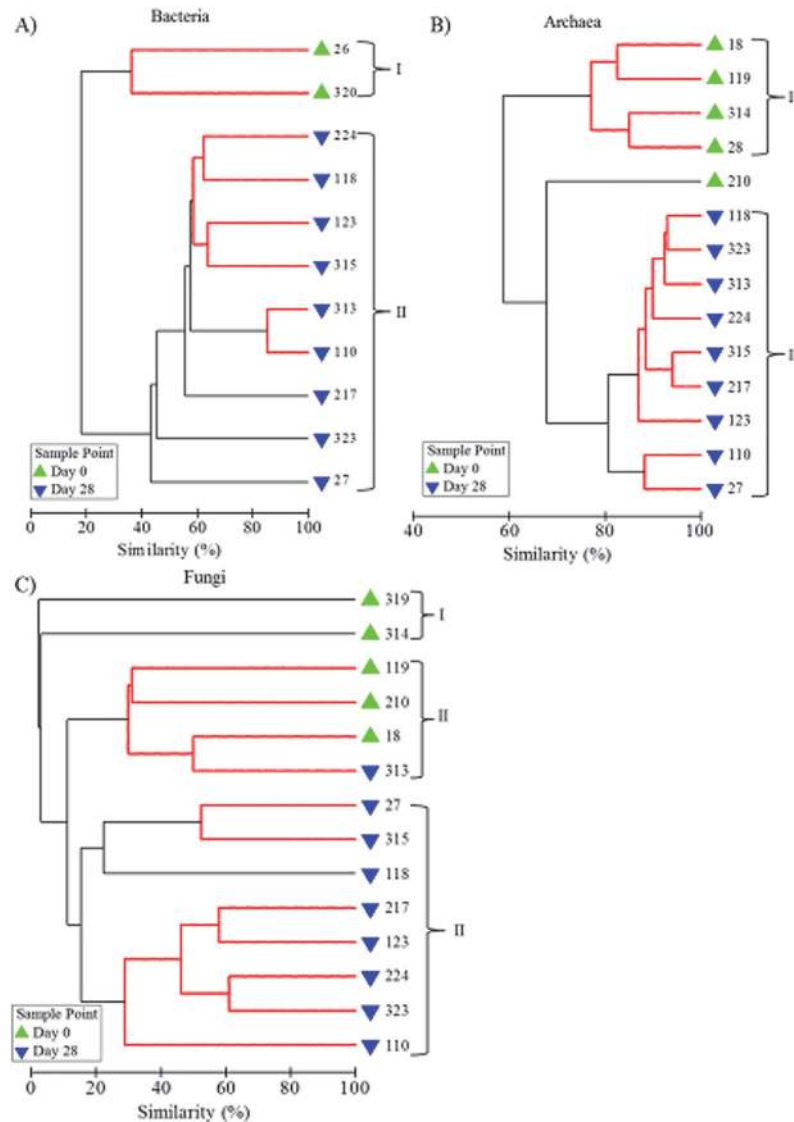 A)
Bacteria
26
320
I
224
118
123
315
313
110
217
323
27
II
Sample Point
Day 0
Day 28
0 20 40 60 80 100
Similarity (%)
B)
Archaea
18
119
314
28
I
210
118
323
313
224
315
217
123
110
27
I
Sample Point
Day 0
Day 28
40 60 80 100
Similarity (%)
C)
Fungi
319
314
I
119
210
18
313
II
27
315
118
217
123
224
323
110
II
Sample Point
Day 0
Day 28
0 20 40 60 80 100
Similarity (%)